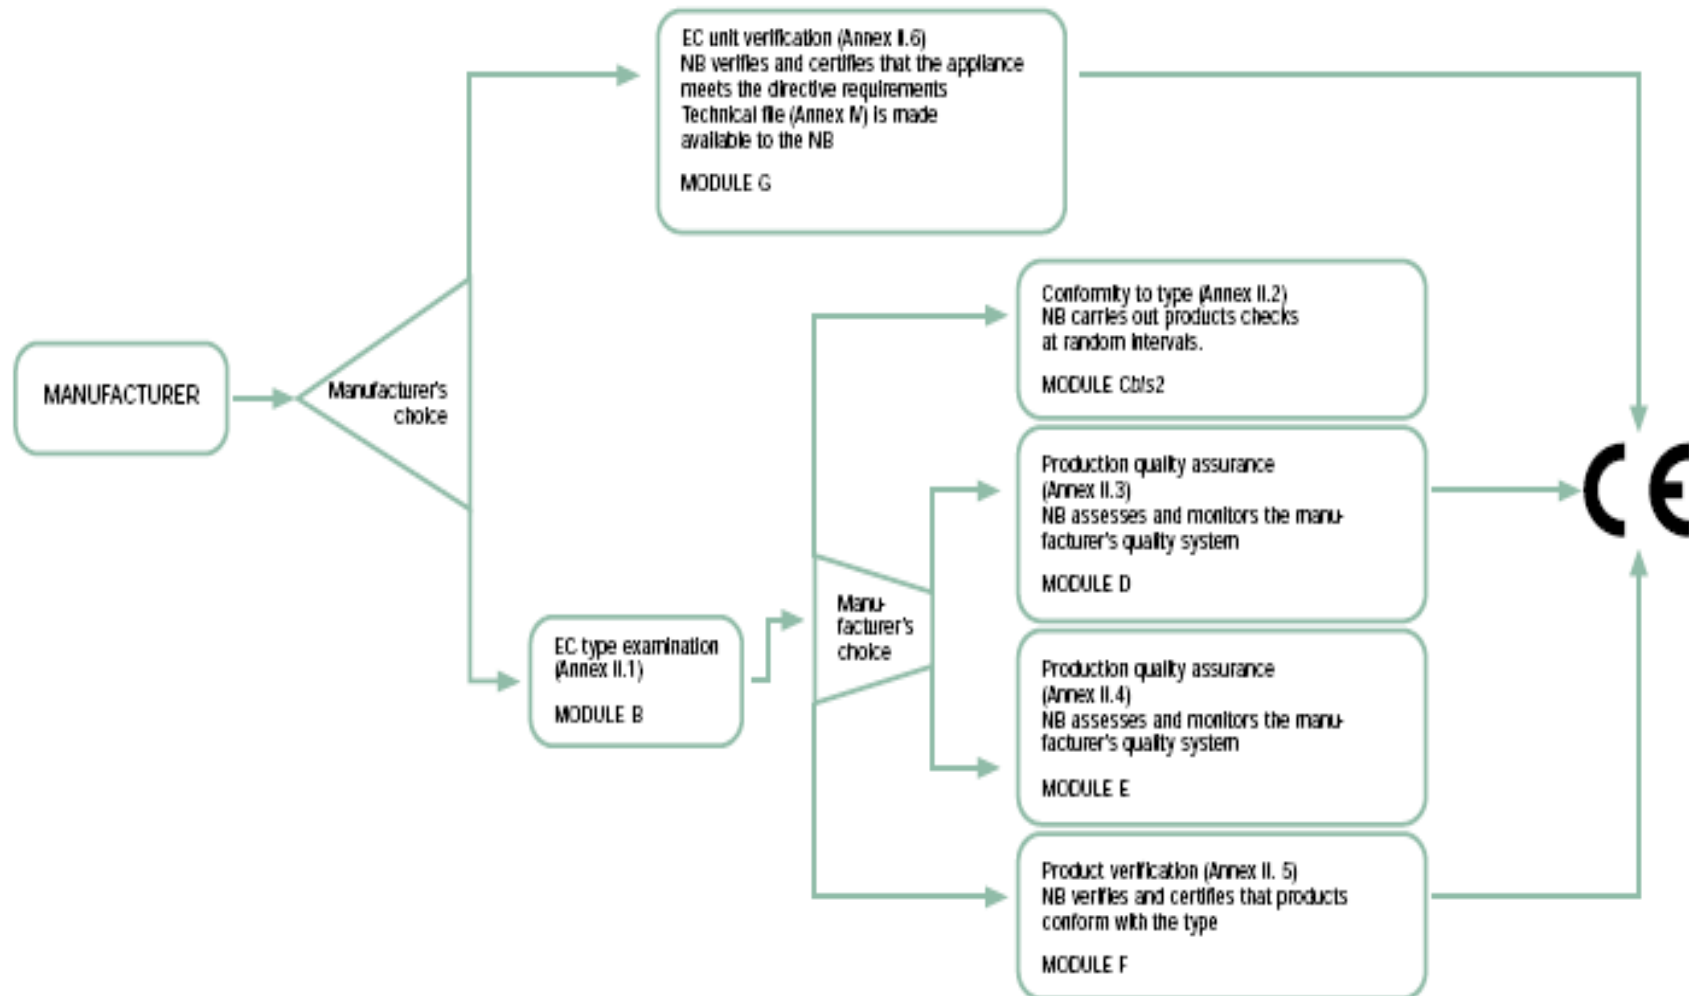 EC unit verification (Annex II.6)
NB verifies and certifies that the appliance
meets the directive requirements
Technical file (Annex IV) is made
available to the NB
MODULE G
MANUFACTURER
Manufacturer's
choice
EC type examination
(Annex II.1)
MODULE B
Manu-
facturer's
choice
Conformity to type (Annex II.2)
NB carries out products checks
at random intervals.
MODULE Cbis2
Production quality assurance
(Annex II.3)
NB assesses and monitors the manu-
facturer's quality system
MODULE D
Production quality assurance
(Annex II.4)
NB assesses and monitors the manu-
facturer's quality system
MODULE E
Product verification (Annex II. 5)
NB verifies and certifies that products
conform with the type
MODULE F
CE